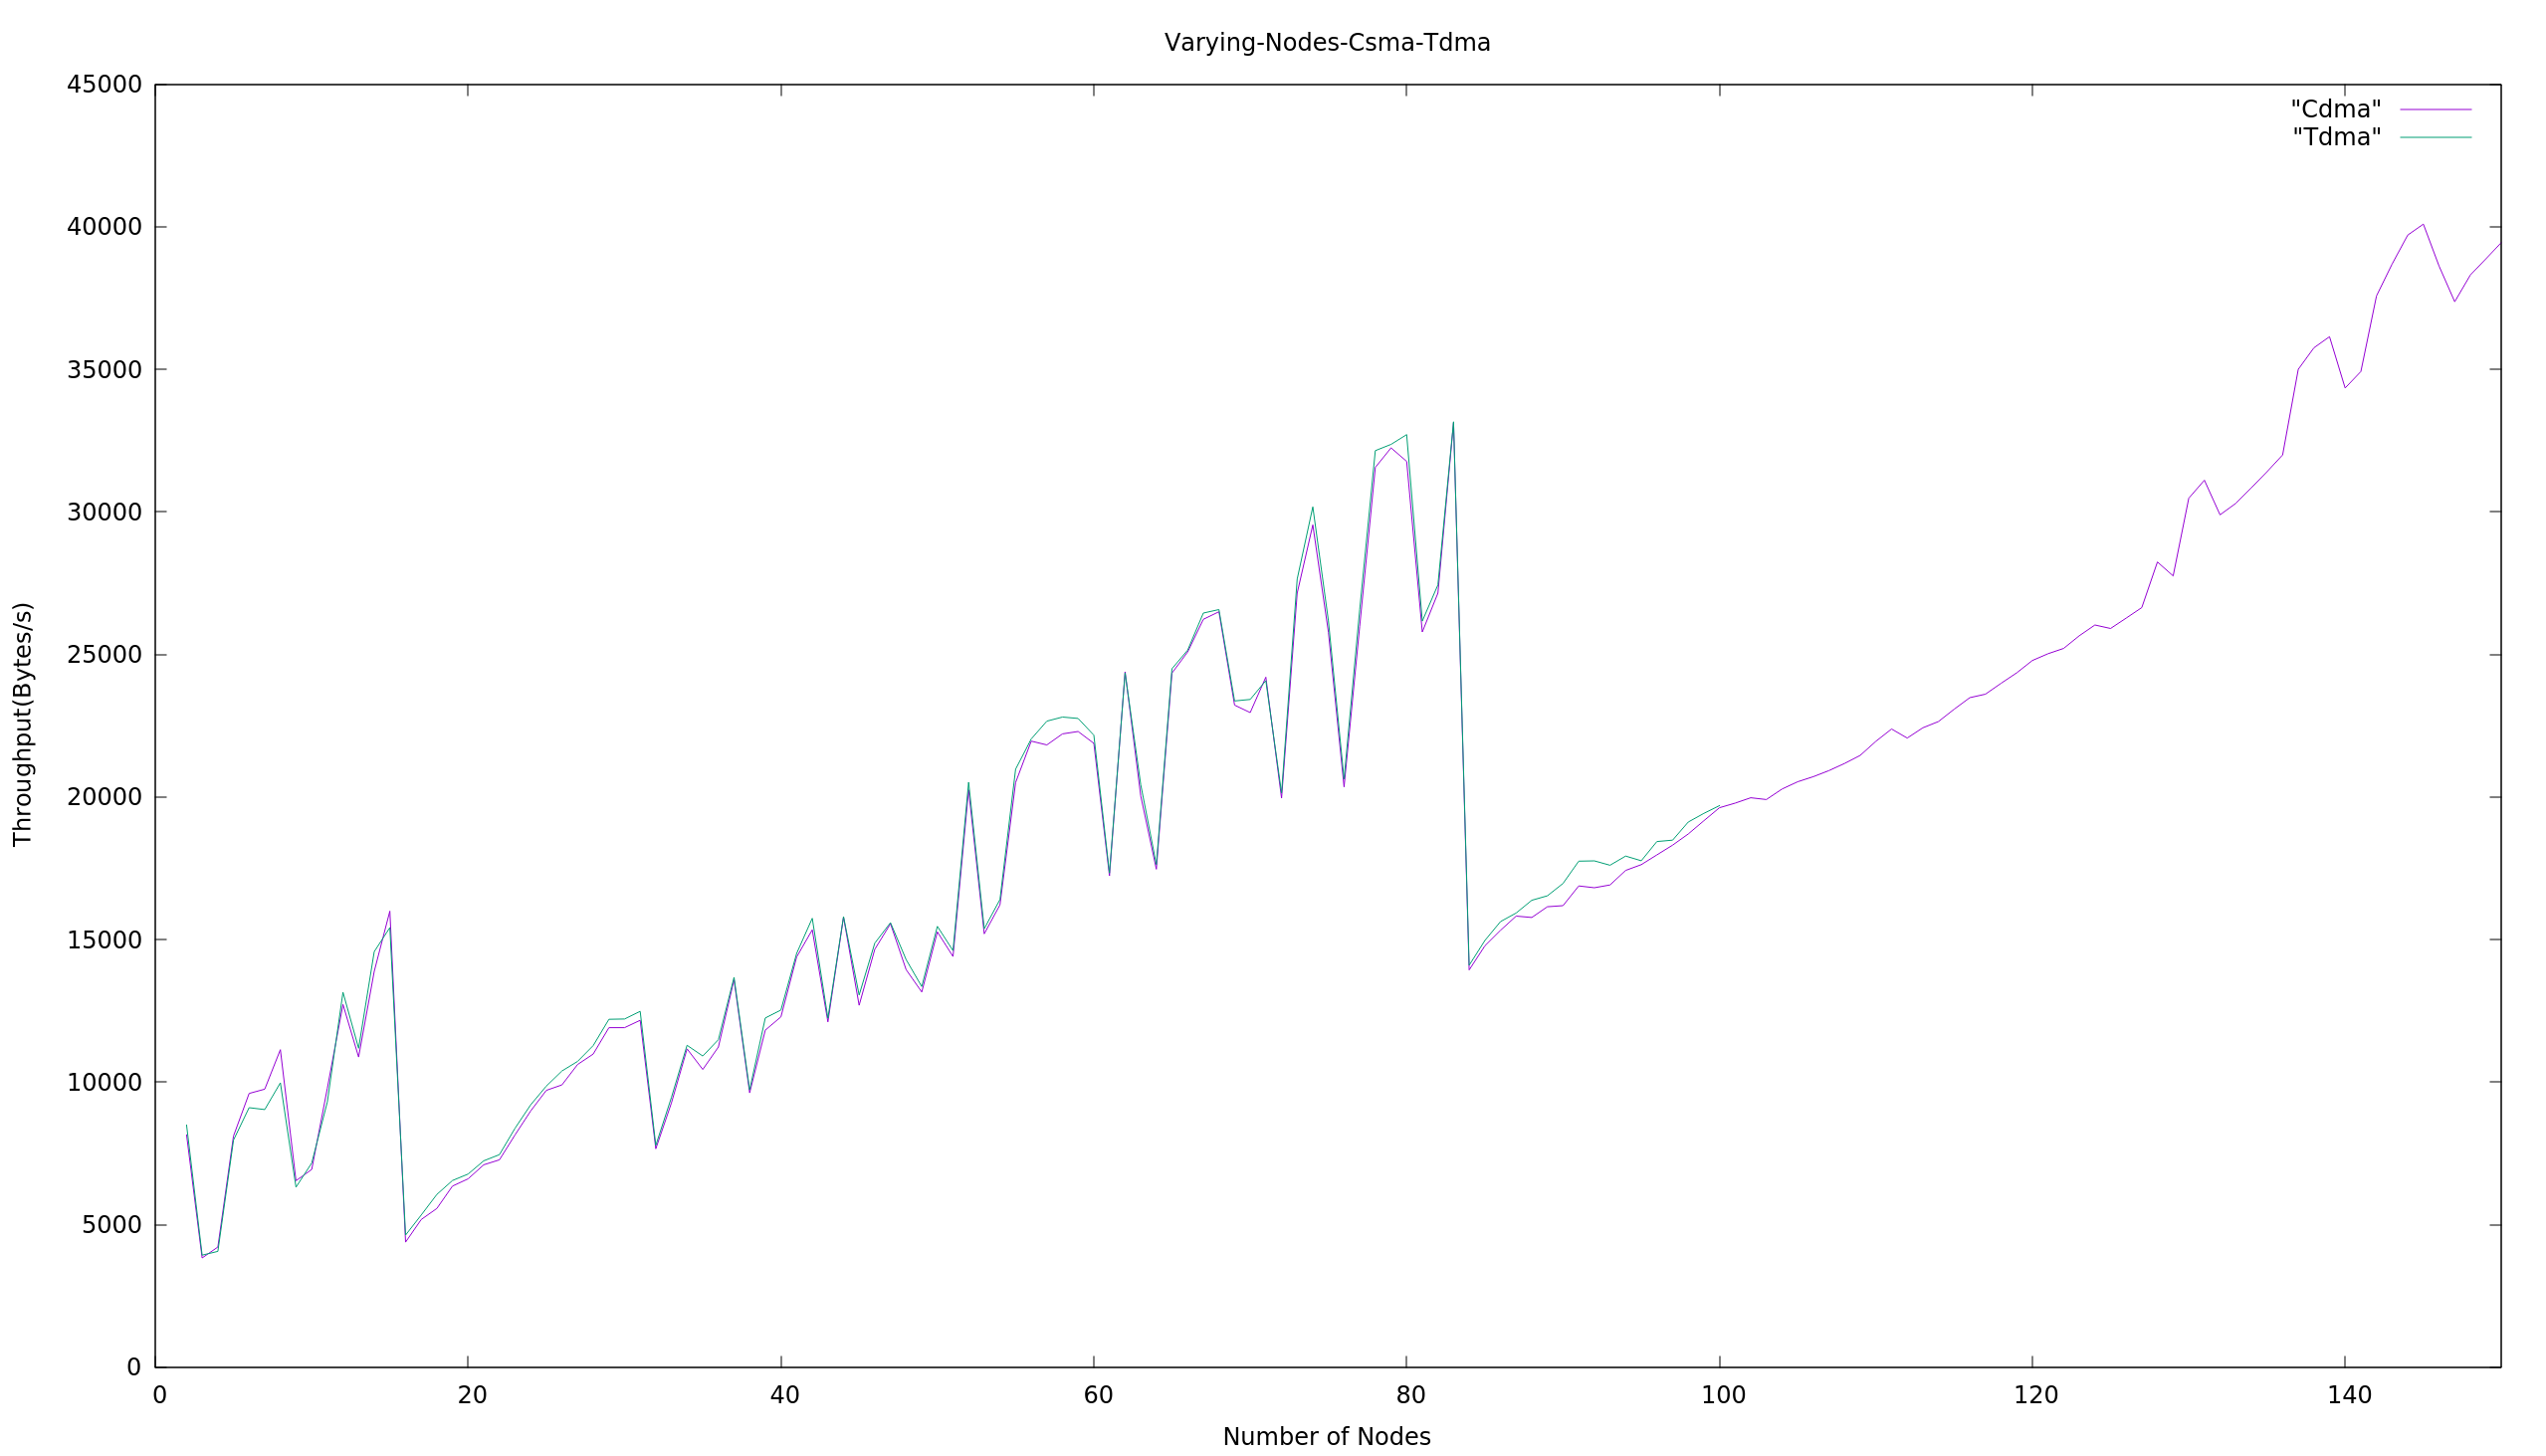 Varying-Nodes-Csma-Tdma
"Cdma"
"Tdma"
45000
40000
35000
30000
25000
20000
15000
10000
5000
0
Throughput(Bytes/s)
0 20 40 60 80 100 120 140
Number of Nodes